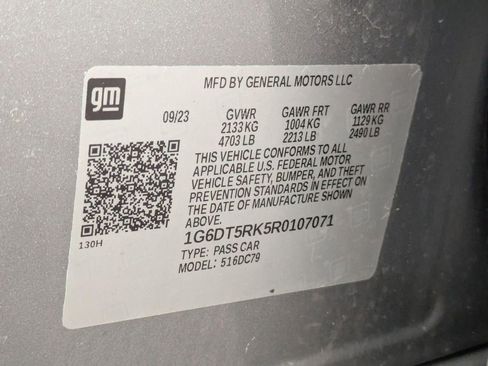 gm
MFD BY GENERAL MOTORS LLC
09/23 GVWR GAWR FRT GAWR RR
2133 KG 1004 KG 1129 KG
4703 LB 2213 LB 2490 LB
THIS VEHICLE CONFORMS TO ALL
APPLICABLE U.S. FEDERAL MOTOR
VEHICLE SAFETY, BUMPER, AND THEFT
PREVENTION STANDARDS IN EFFECT ON
THE DATE OF MANUFACTURE SHOWN
ABOVE.
130H
1G6DT5RK5R0107071
TYPE: PASS CAR
MODEL: 516DC79